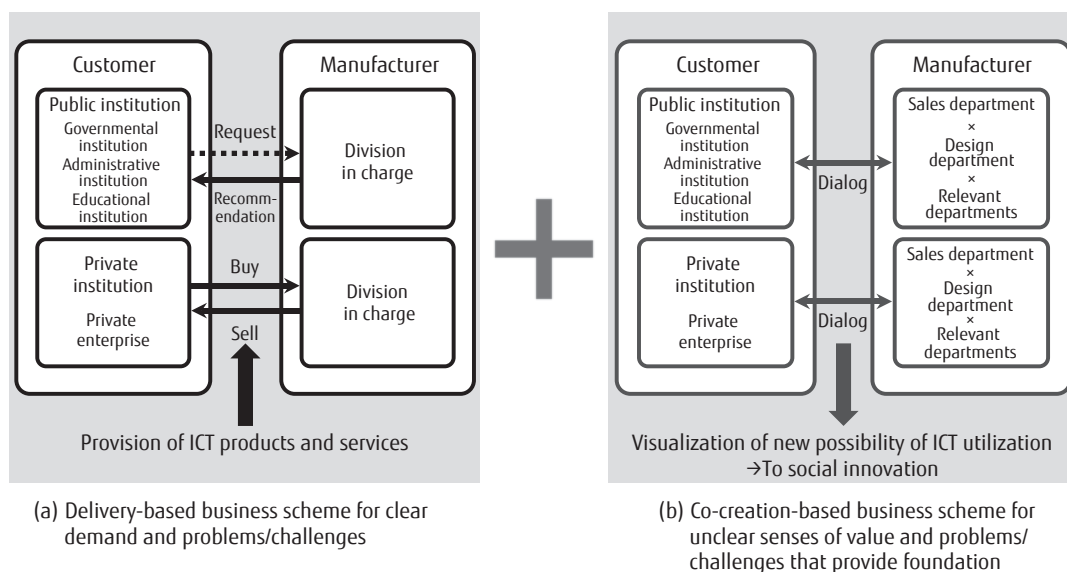 Customer
Public institution
Governmental
institution
Administrative
institution
Educational
institution
Private
institution
Private
enterprise
Request
Recomm-
endation
Buy
Sell
Manufacturer
Division
in charge
Division
in charge
Provision of ICT products and services
(a) Delivery-based business scheme for clear
demand and problems/challenges
Customer
Public institution
Governmental
institution
Administrative
institution
Educational
institution
Private
institution
Private
enterprise
Dialog
Dialog
Manufacturer
Sales department
×
Design
department
×
Relevant
departments
Sales department
×
Design
department
×
Relevant
departments
Visualization of new possibility of ICT utilization
→To social innovation
(b) Co-creation-based business scheme for
unclear senses of value and problems/
challenges that provide foundation